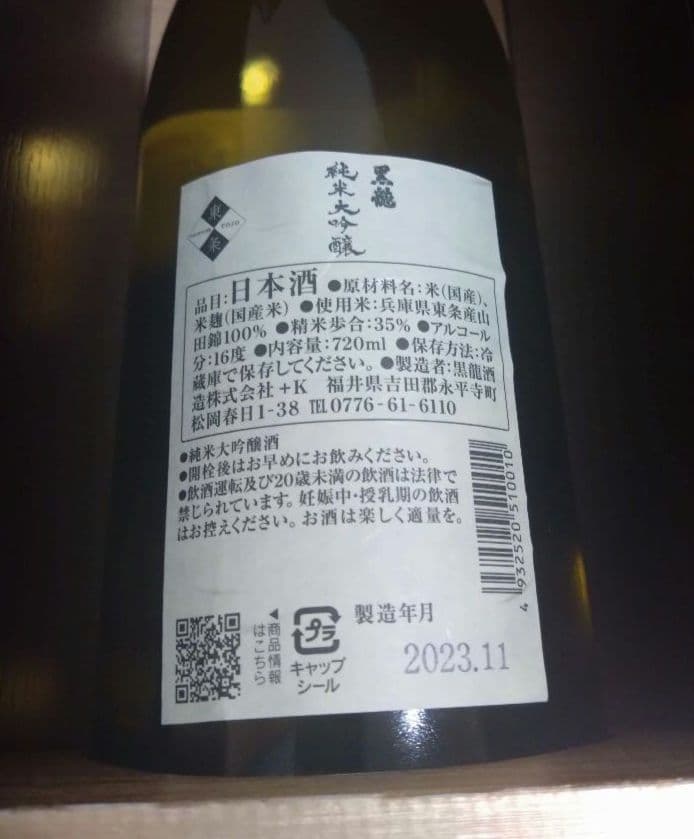 黒龍
純米大吟醸
東条
品目:日本酒 ●原材料名:米(国産)、
米麹(国産米) ●使用米:兵庫県東条産山
田錦100% ●精米歩合:35% ●アルコール
分:16度 ●内容量:720ml ●保存方法:冷
蔵庫で保存してください。●製造者:黒龍酒
造株式会社+K 福井県吉田郡永平寺町
松岡春日1-38 TEL0776-61-6110
●純米大吟醸酒
●開栓後はお早めにお飲みください。
●飲酒運転及び20歳未満の飲酒は法律で
禁じられています。妊娠中・授乳期の飲酒
はお控えください。お酒は楽しく適量を。
4932520510010
◀商品情報
はこちら
プラ
キャップ
シール
製造年月
2023.11